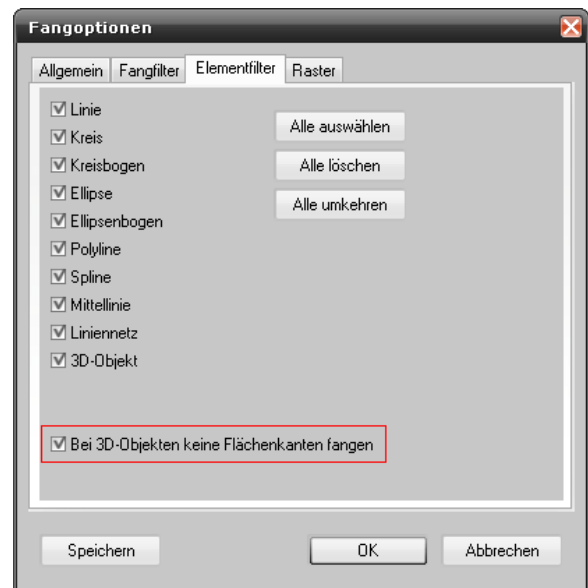 Fangoptionen
Allgemein Fangfilter Elementfilter Raster
Linie
Kreis
Kreisbogen
Ellipse
Ellipsenbogen
Polyline
Spline
Mittellinie
Liniennetz
3D-Objekt
Alle auswählen
Alle löschen
Alle umkehren
Bei 3D-Objekten keine Flächenkanten fangen
Speichern OK Abbrechen